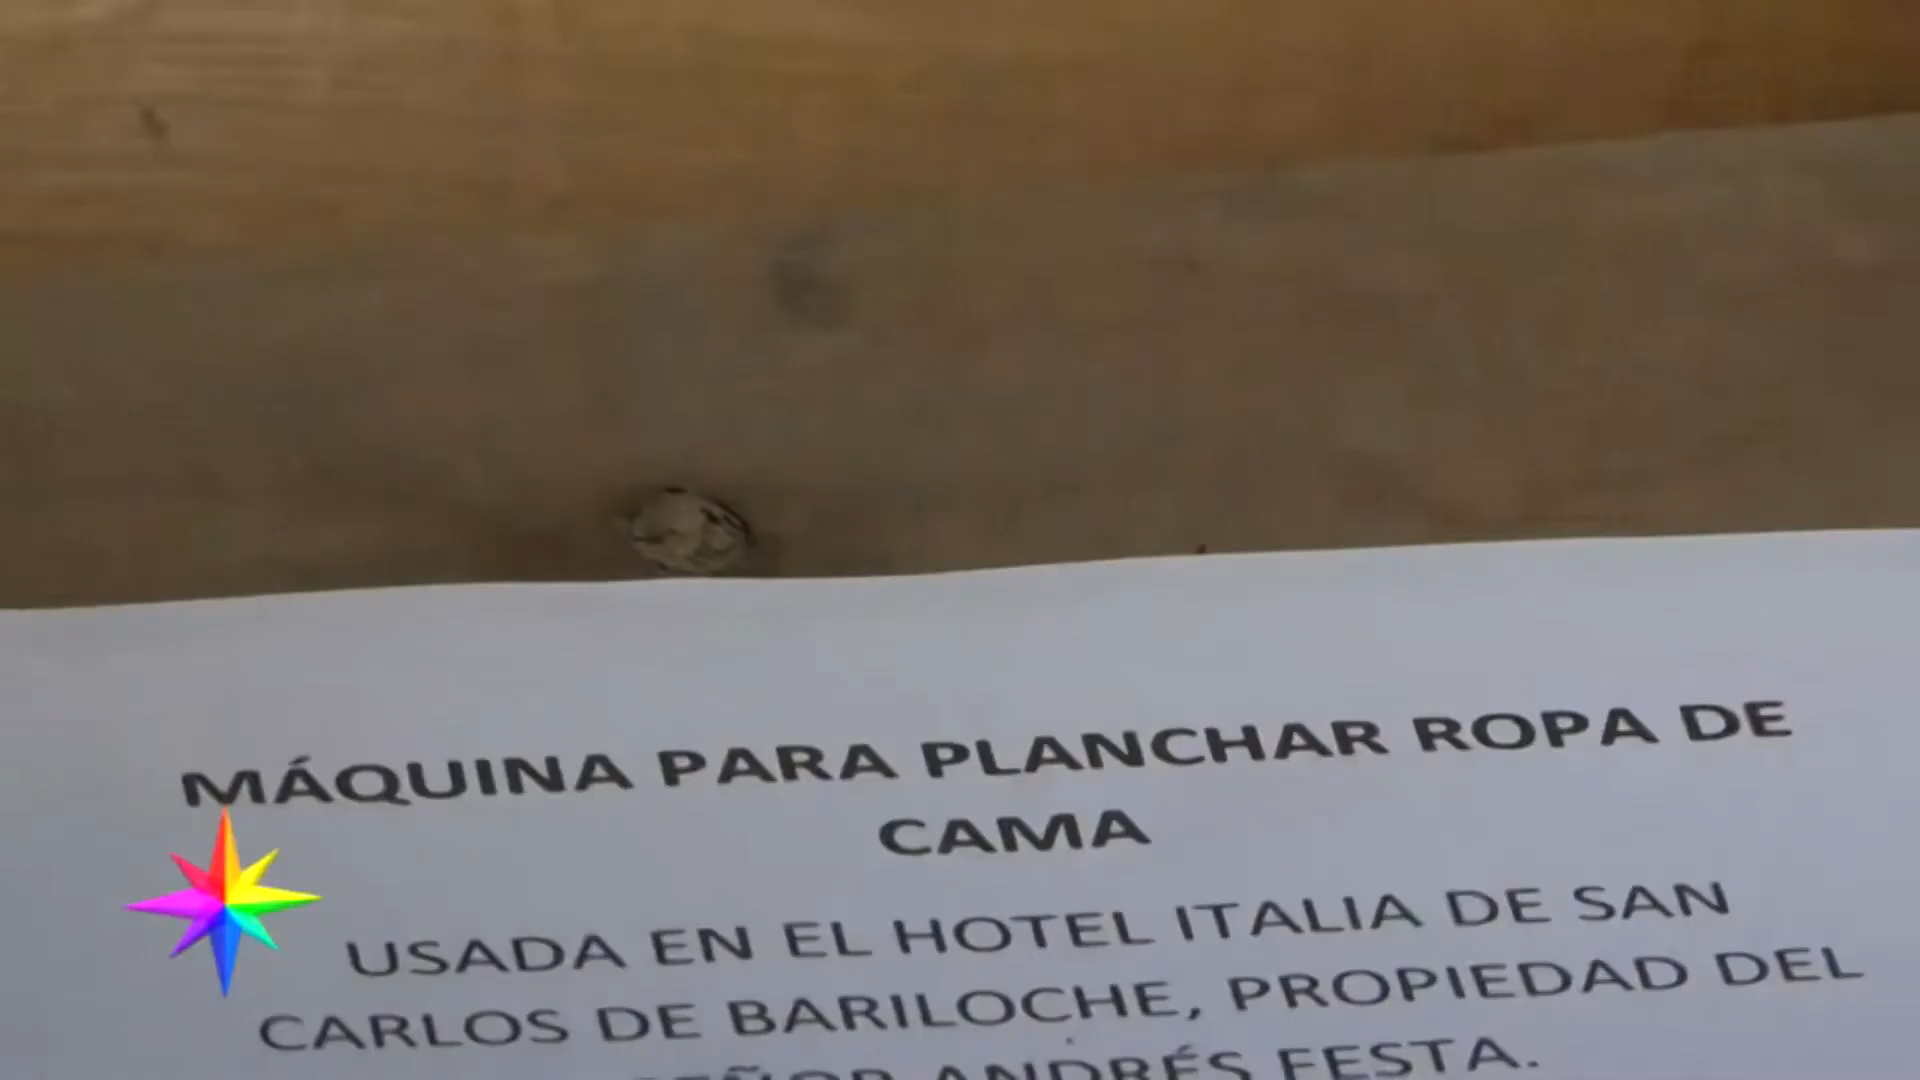 MÁQUINA PARA PLANCHAR ROPA DE
CAMA
USADA EN EL HOTEL ITALIA DE SAN
CARLOS DE BARILOCHE, PROPIEDAD DEL
SEÑOR ANDRÉS FESTA.